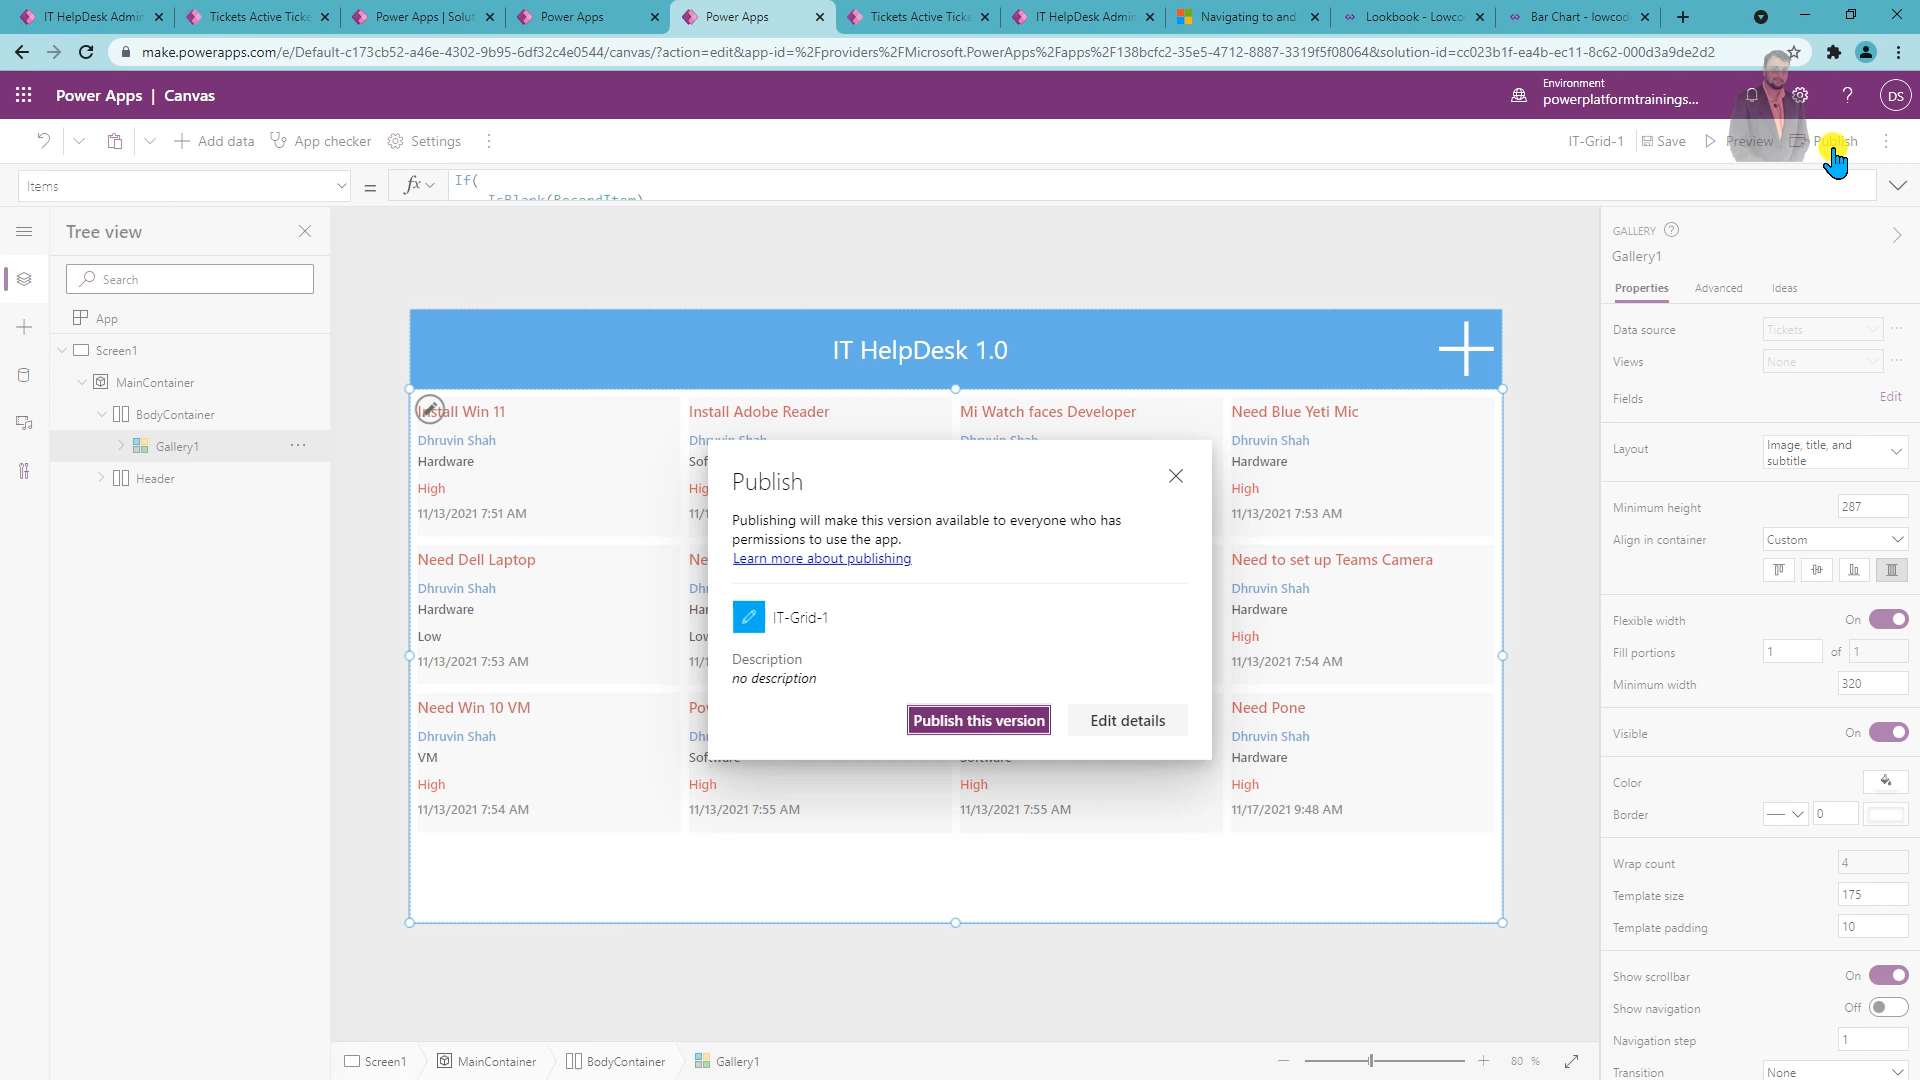 IT HelpDesk Admin
Tickets Active Ticke
Power Apps | Solut
Power Apps
Power Apps
Tickets Active Ticke
IT HelpDesk Admin
Navigating to and
Lookbook - Lowco
Bar Chart - lowcod
make.powerapps.com/e/Default-c173cb52-a46e-4302-9b95-6df32c4e0544/canvas/?action=edit&app-id=%2Fproviders%2FMicrosoft.PowerApps%2Fapps%2F138bcfc2-35e5-4712-8887-3319f5f08064&solution-id=cc023b1f-ea4b-ec11-8c62-000d3a9de2d2
Power Apps | Canvas
Environment
powerplatformtrainings...
?
DS
Add data
App checker
Settings
IT-Grid-1
Save
Preview
Publish
Items
=
fx
If(
IsBlank(RecordItem)
Tree view
Search
App
Screen1
MainContainer
BodyContainer
Gallery1
Header
IT HelpDesk 1.0
Install Win 11
Dhruvin Shah
Hardware
High
11/13/2021 7:51 AM
Install Adobe Reader
Dhruvin Shah
Mi Watch faces Developer
Dhruvin Shah
Need Blue Yeti Mic
Dhruvin Shah
Hardware
High
11/13/2021 7:53 AM
Need Dell Laptop
Dhruvin Shah
Hardware
Low
11/13/2021 7:53 AM
Need to set up Teams Camera
Dhruvin Shah
Hardware
High
11/13/2021 7:54 AM
Need Win 10 VM
Dhruvin Shah
VM
High
11/13/2021 7:54 AM
Software
High
11/13/2021 7:55 AM
Software
High
11/13/2021 7:55 AM
Need Pone
Dhruvin Shah
Hardware
High
11/17/2021 9:48 AM
Publish
Publishing will make this version available to everyone who has
permissions to use the app.
Learn more about publishing
IT-Grid-1
Description
no description
Publish this version
Edit details
GALLERY ?
Gallery1
Properties
Advanced
Ideas
Data source
Tickets
Views
None
Fields
Edit
Layout
Image, title, and
subtitle
Minimum height
287
Align in container
Custom
Flexible width
On
Fill portions
1 of 1
Minimum width
320
Visible
On
Color
Border
0
Wrap count
4
Template size
175
Template padding
10
Show scrollbar
On
Show navigation
Off
Navigation step
1
Transition
None
Screen1
MainContainer
BodyContainer
Gallery1
80 %